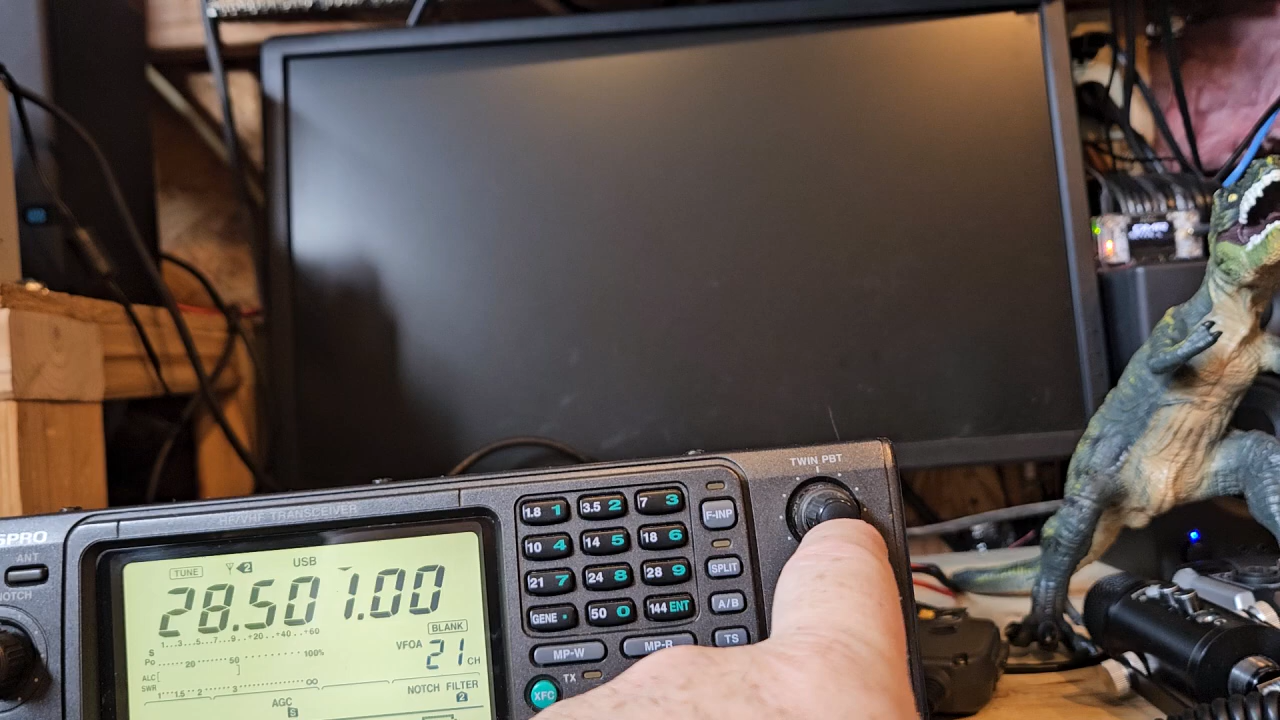 SPRO
HF/VHF TRANSCEIVER
ANT
NOTCH
TWIN PBT
TUNE
2
USB
28.501.00
S 1...3...5...7...9..+20..+40..+60
Po 20 50 100%
ALC[
SWR 1 1.5 2 3 ∞
VFOA
BLANK
21 CH
NOTCH FILTER
2
AGC
S
1.8 1
3.5 2
7 3
F-INP
10 4
14 5
18 6
21 7
24 8
28 9
SPLIT
GENE ·
50 0
144 ENT
A/B
MP-W
MP-R
TS
XFC
TX